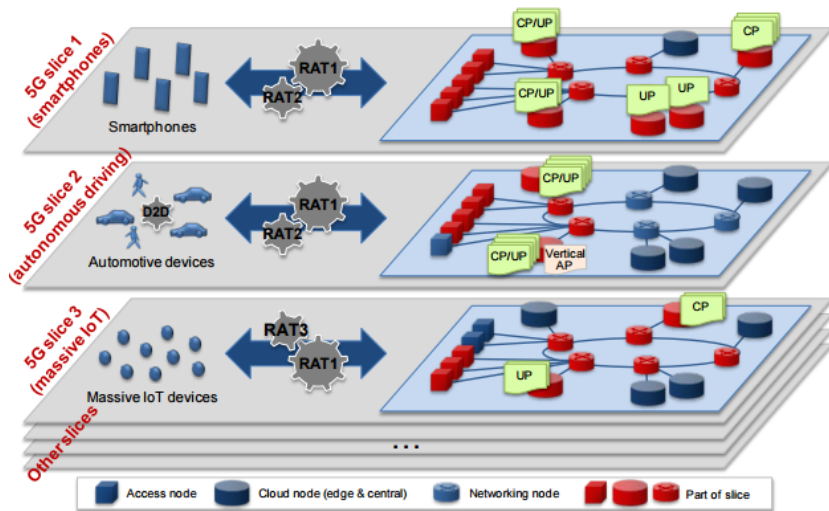 5G slice 1
(smartphones)
Smartphones
RAT1
RAT2
CP/UP
CP/UP
CP
UP
UP
5G slice 2
(autonomous driving)
D2D
Automotive devices
RAT1
RAT2
CP/UP
CP/UP
Vertical
AP
5G slice 3
(massive IoT)
Massive IoT devices
RAT3
RAT1
CP
UP
Other slices
...
Access node
Cloud node (edge & central)
Networking node
Part of slice